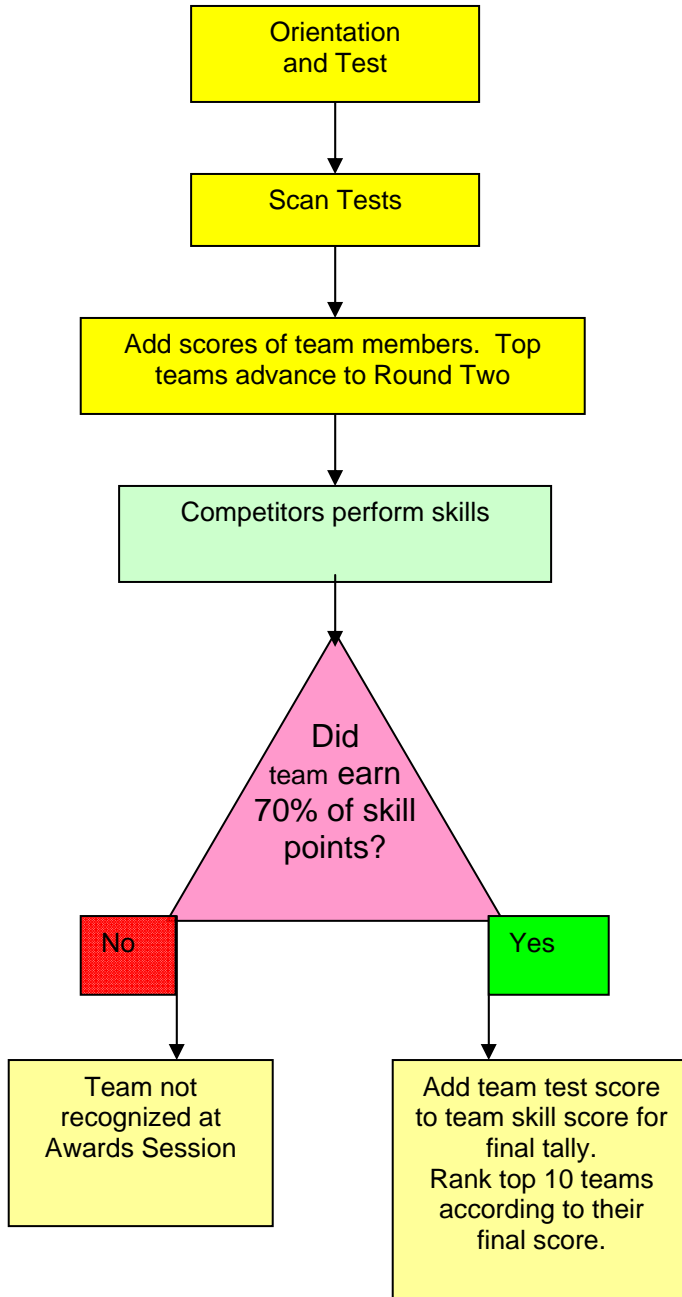 Orientation
and Test
Scan Tests
Add scores of team members.  Top
teams advance to Round Two
Competitors perform skills
Did
team earn
70% of skill
points?
No
Yes
Team not
recognized at
Awards Session
Add team test score
to team skill score for
final tally.
Rank top 10 teams
according to their
final score.